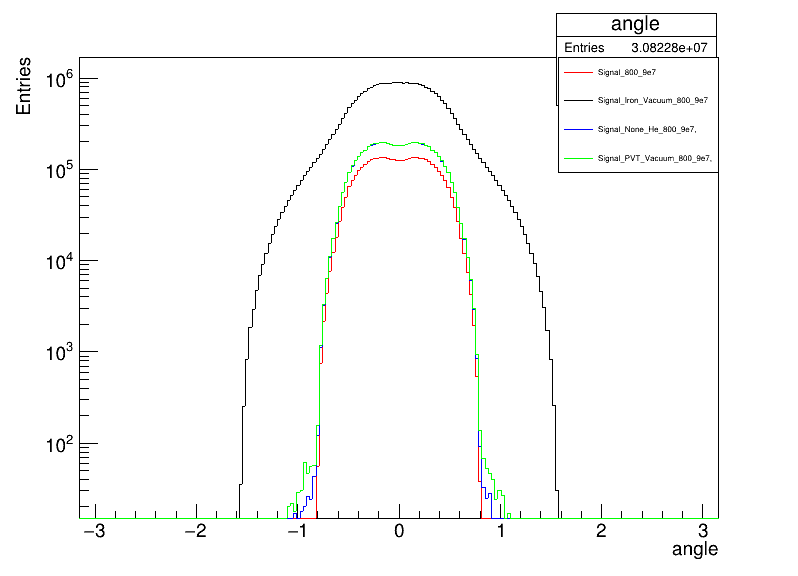 angle
Entries 3.08228e+07
Signal_800_9e7
Signal_Iron_Vacuum_800_9e7
Signal_None_He_800_9e7,
Signal_PVT_Vacuum_800_9e7,
Entries
10^6
10^5
10^4
10^3
10^2
−3 −2 −1 0 1 2 3
angle